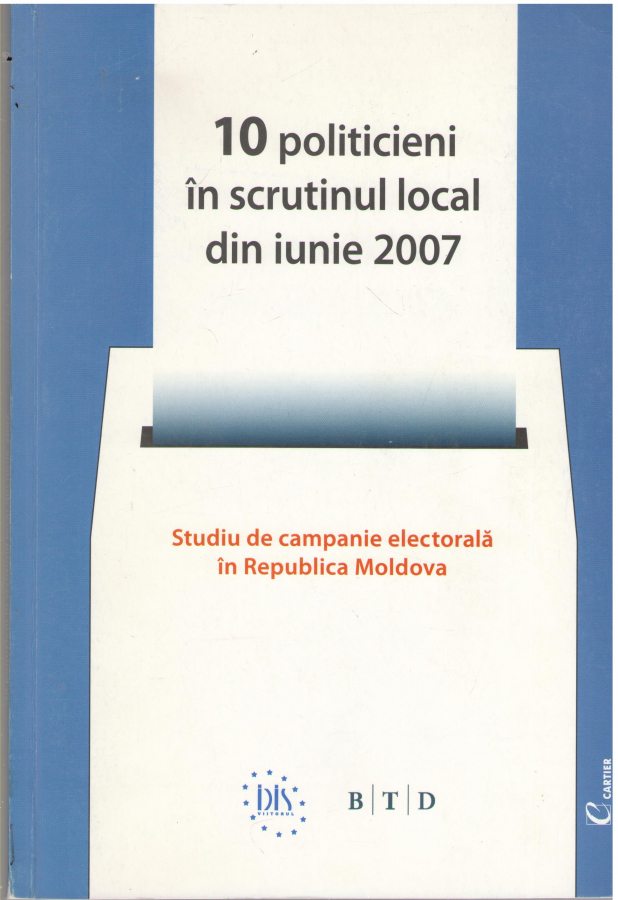 10 politicieni
în scrutinul local
din iunie 2007
Studiu de campanie electorală
în Republica Moldova
IDIS
VIITORUL
B|T|D
CARTIER